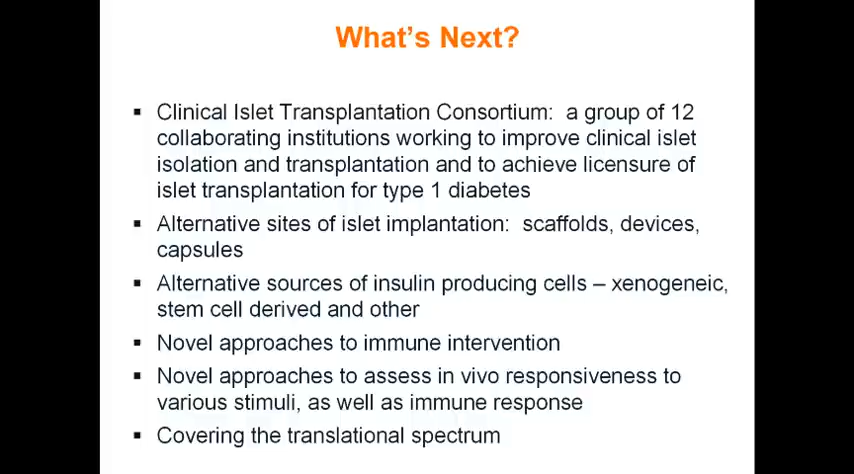 What's Next?
▪ Clinical Islet Transplantation Consortium:  a group of 12
collaborating institutions working to improve clinical islet
isolation and transplantation and to achieve licensure of
islet transplantation for type 1 diabetes
▪ Alternative sites of islet implantation:  scaffolds, devices,
capsules
▪ Alternative sources of insulin producing cells – xenogeneic,
stem cell derived and other
▪ Novel approaches to immune intervention
▪ Novel approaches to assess in vivo responsiveness to
various stimuli, as well as immune response
▪ Covering the translational spectrum